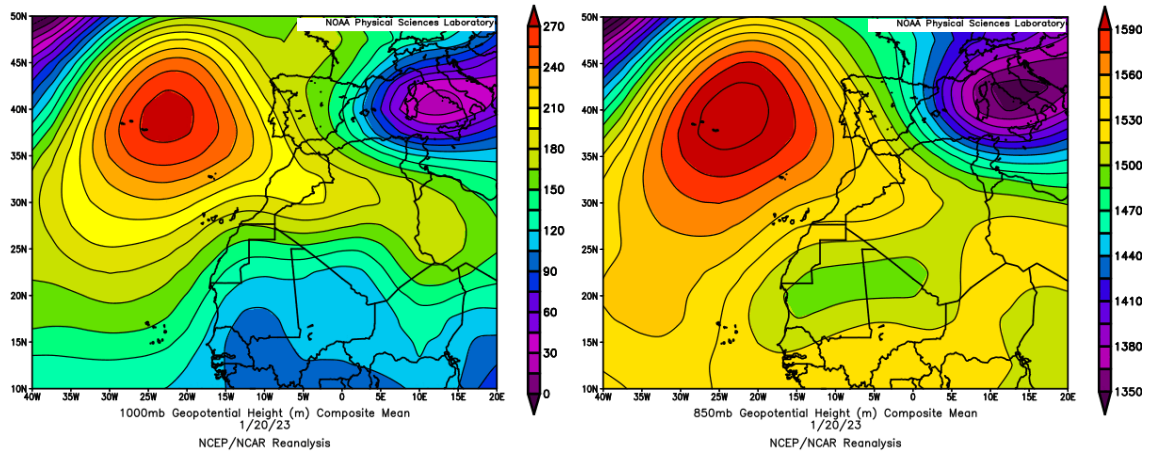 NOAA Physical Sciences Laboratory
50N
45N
40N
35N
30N
25N
20N
15N
10N
40W 35W 30W 25W 20W 15W 10W 5W 0 5E 10E 15E 20E
270
240
210
180
150
120
90
60
30
0
1000mb Geopotential Height (m) Composite Mean
1/20/23
NCEP/NCAR Reanalysis
NOAA Physical Sciences Laboratory
50N
45N
40N
35N
30N
25N
20N
15N
10N
40W 35W 30W 25W 20W 15W 10W 5W 0 5E 10E 15E 20E
1590
1560
1530
1500
1470
1440
1410
1380
1350
850mb Geopotential Height (m) Composite Mean
1/20/23
NCEP/NCAR Reanalysis